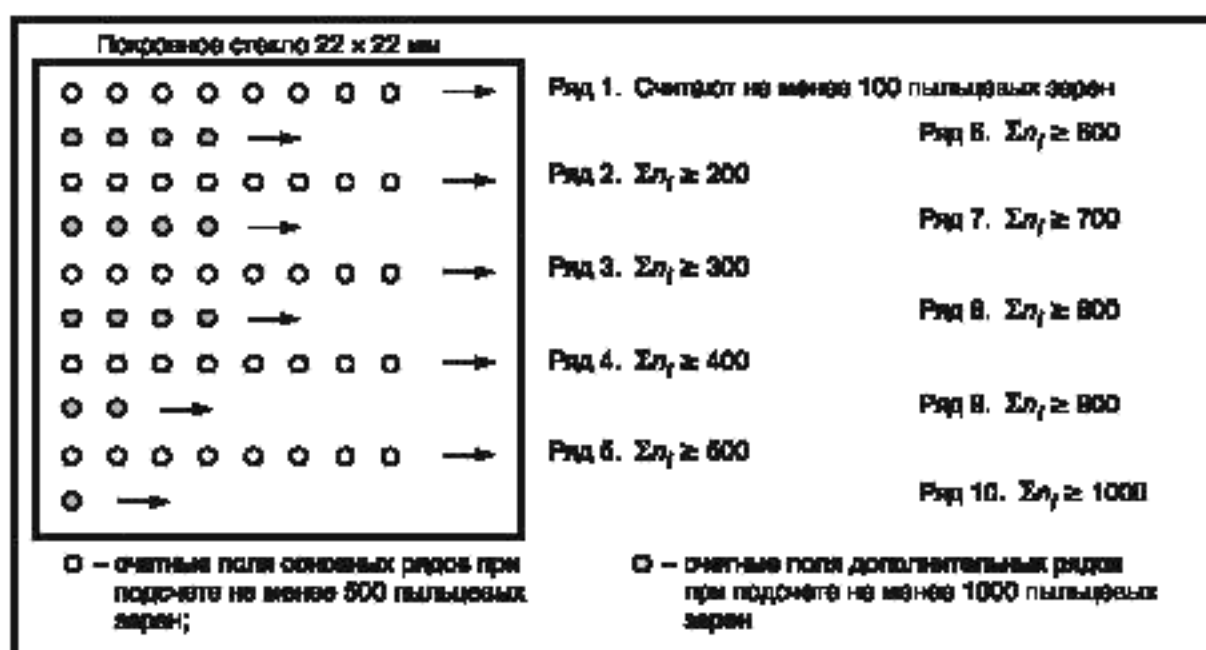 Покровное стекло 22 × 22 мм
Ряд 1. Считают не менее 100 пыльцевых зерен
Ряд 6. Σnᵢ ≥ 600
Ряд 2. Σnᵢ ≥ 200
Ряд 7. Σnᵢ ≥ 700
Ряд 3. Σnᵢ ≥ 300
Ряд 8. Σnᵢ ≥ 800
Ряд 4. Σnᵢ ≥ 400
Ряд 9. Σnᵢ ≥ 900
Ряд 5. Σnᵢ ≥ 500
Ряд 10. Σnᵢ ≥ 1000
– счетные поля основных рядов при
подсчете не менее 500 пыльцевых
зерен;
– счетные поля дополнительных рядов
при подсчете не менее 1000 пыльцевых
зерен